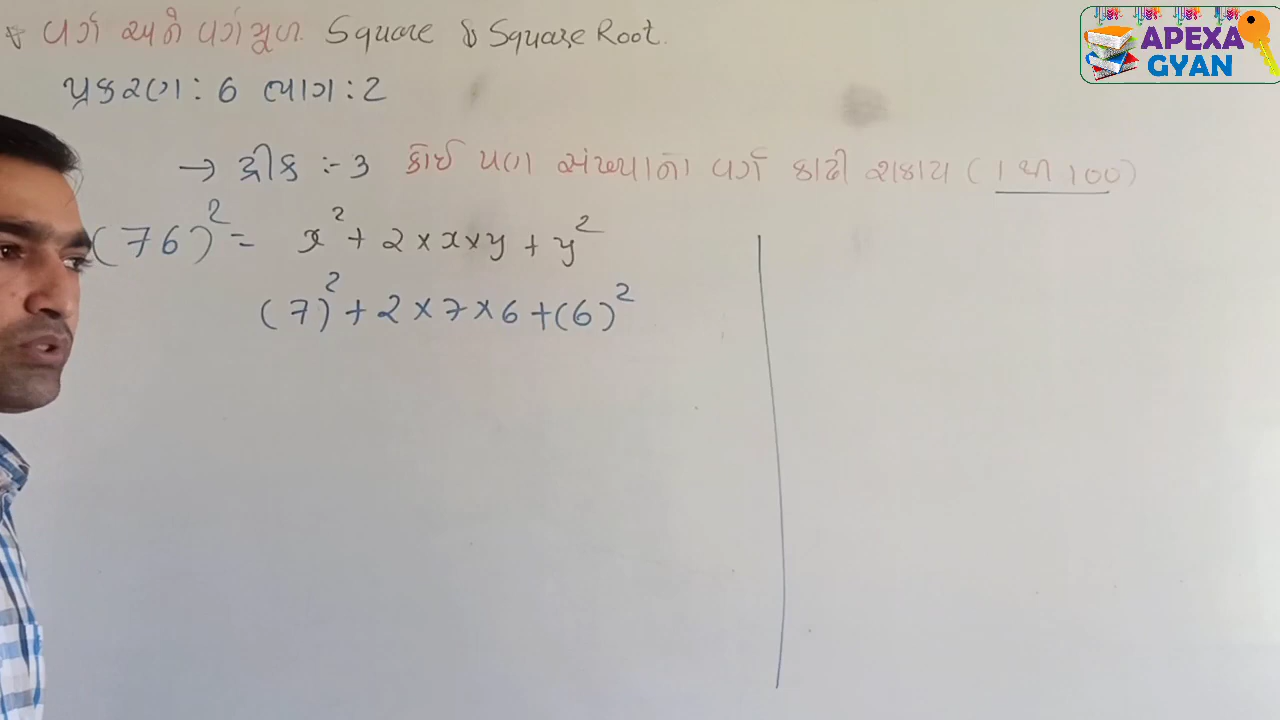 * વર્ગ અને વર્ગમુળ. Square & Square Root.
પ્રકરણ : 6 ભાગ : 2
→ ટ્રીક :- 3 કોઈ પણ સંખ્યાનો વર્ગ કાઢી શકાય ( 1 થી 100 )
(76)² = x² + 2 × x × y + y²
(7)² + 2 × 7 × 6 + (6)²
APEXA
GYAN